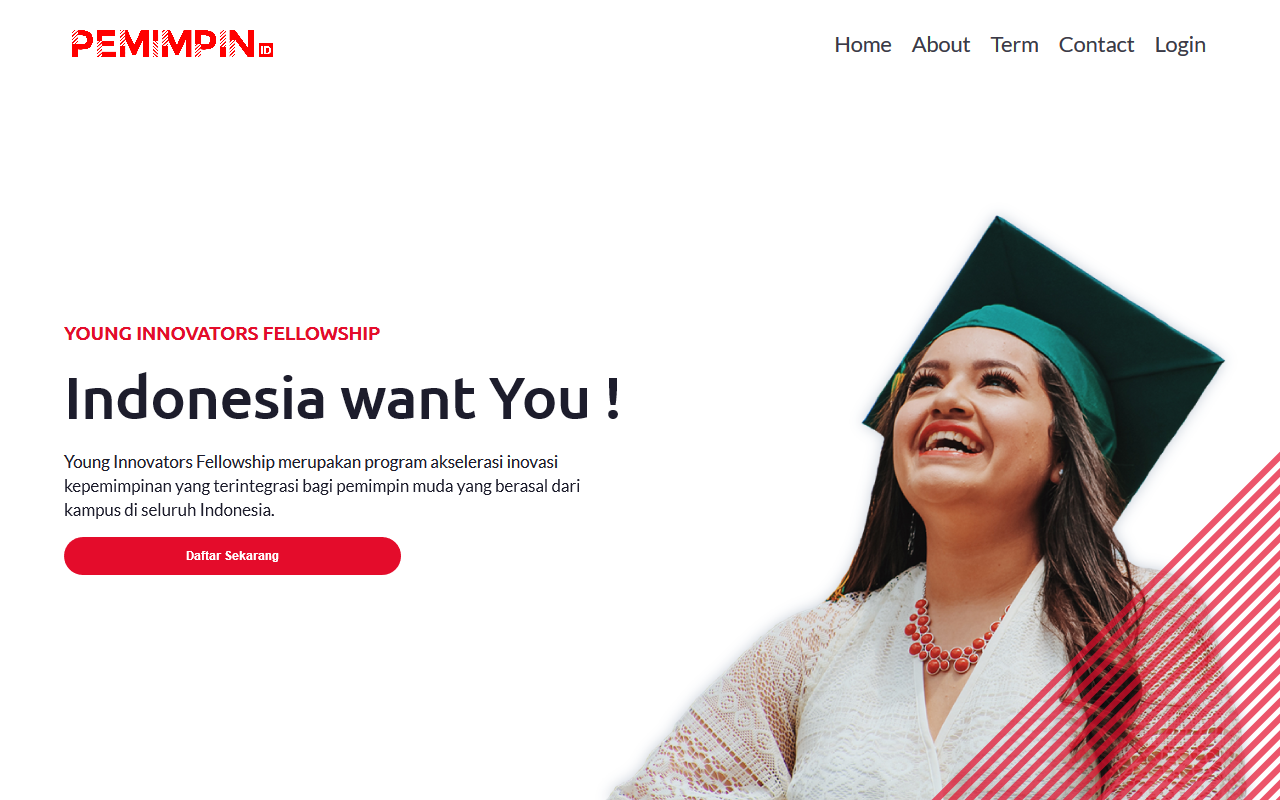 PEMIMPIN ID
Home About Term Contact Login
YOUNG INNOVATORS FELLOWSHIP
Indonesia want You !
Young Innovators Fellowship merupakan program akselerasi inovasi
kepemimpinan yang terintegrasi bagi pemimpin muda yang berasal dari
kampus di seluruh Indonesia.
Daftar Sekarang